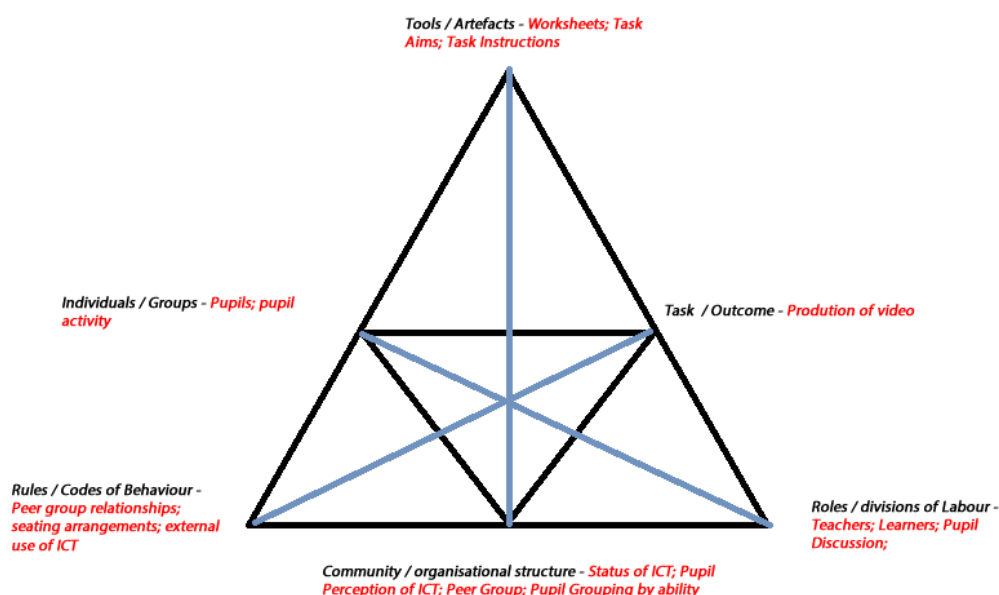 Tools / Artefacts - Worksheets; Task
Aims; Task Instructions
Individuals / Groups - Pupils; pupil
activity
Task / Outcome - Prodution of video
Rules / Codes of Behaviour -
Peer group relationships;
seating arrangements; external
use of ICT
Roles / divisions of Labour -
Teachers; Learners; Pupil
Discussion;
Community / organisational structure - Status of ICT; Pupil
Perception of ICT; Peer Group; Pupil Grouping by ability